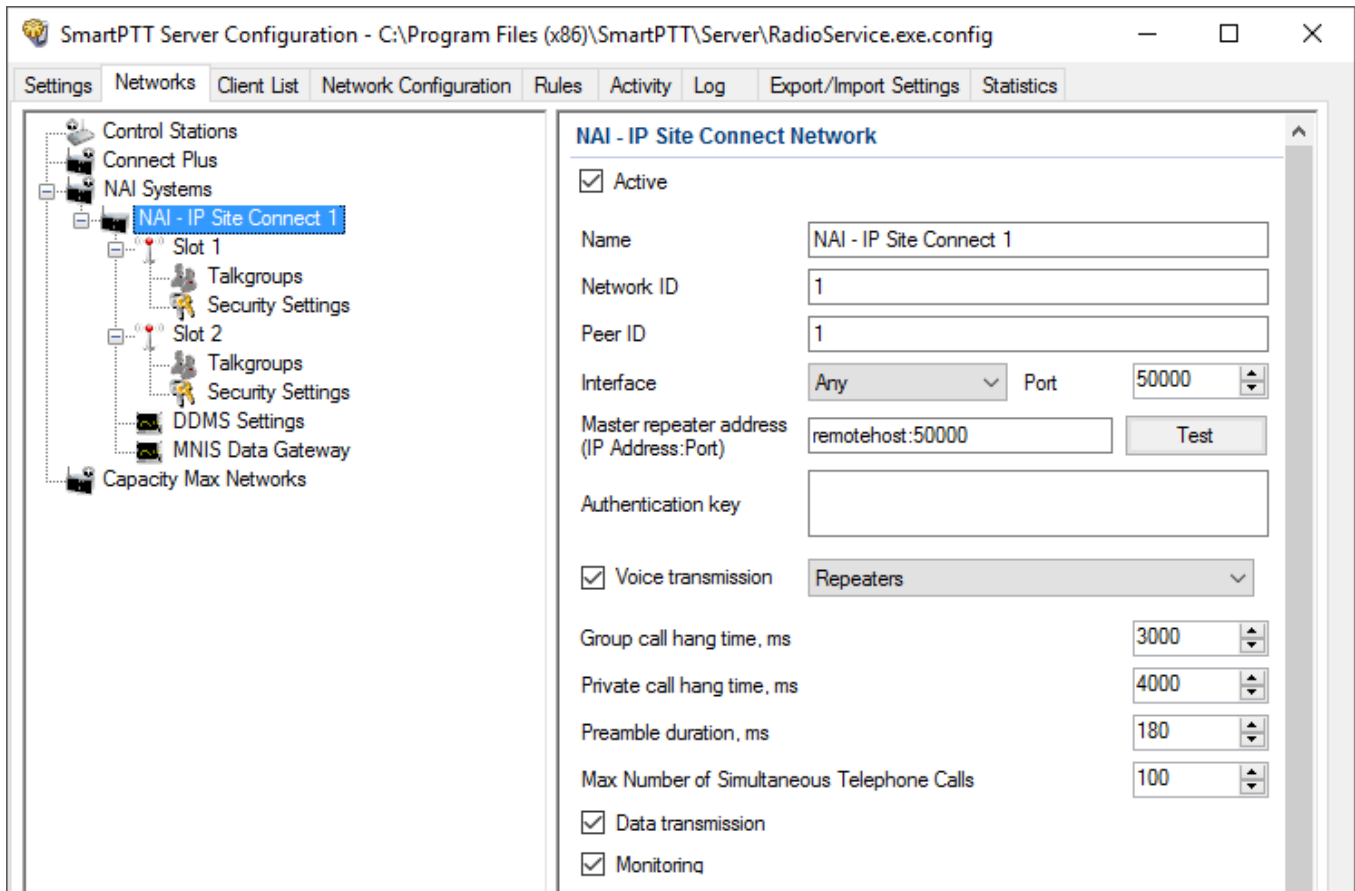 SmartPTT Server Configuration - C:\Program Files (x86)\SmartPTT\Server\RadioService.exe.config
Settings Networks Client List Network Configuration Rules Activity Log Export/Import Settings Statistics
Control Stations
Connect Plus
NAI Systems
NAI - IP Site Connect 1
Slot 1
Talkgroups
Security Settings
Slot 2
Talkgroups
Security Settings
DDMS Settings
MNIS Data Gateway
Capacity Max Networks
NAI - IP Site Connect Network
Active
Name NAI - IP Site Connect 1
Network ID 1
Peer ID 1
Interface Any Port 50000
Master repeater address
(IP Address:Port) remotehost:50000 Test
Authentication key
Voice transmission Repeaters
Group call hang time, ms 3000
Private call hang time, ms 4000
Preamble duration, ms 180
Max Number of Simultaneous Telephone Calls 100
Data transmission
Monitoring